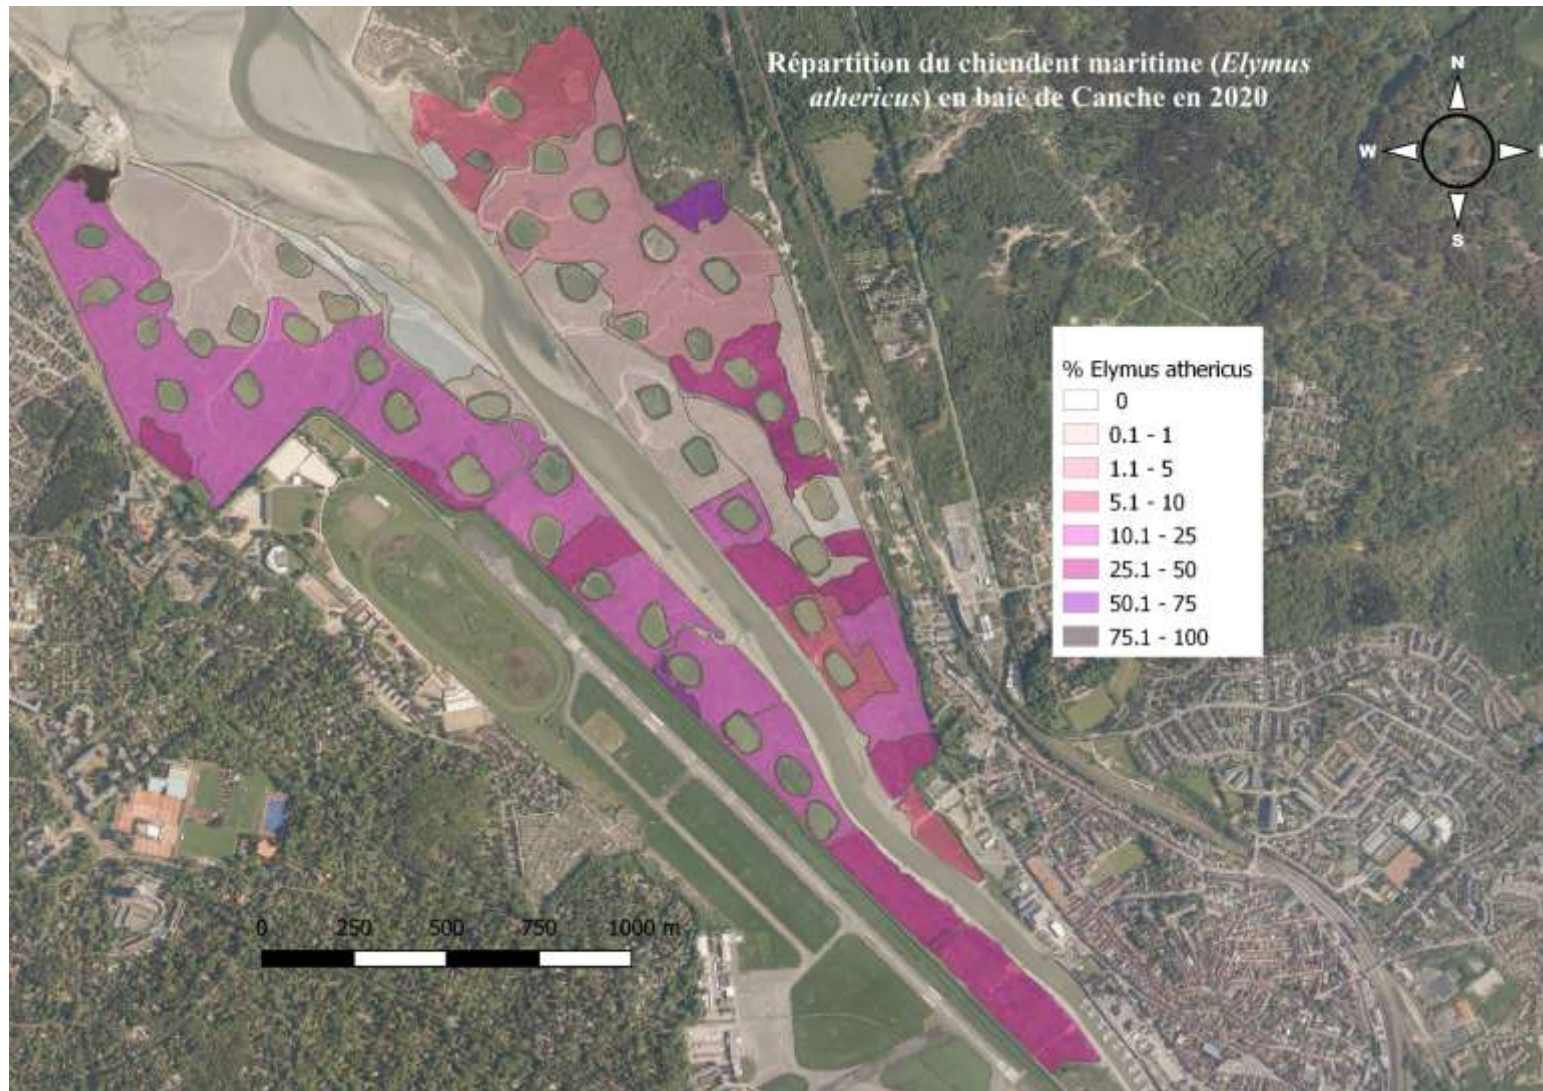 Répartition du chiendent maritime (Elymus
athericus) en baie de Canche en 2020
N
W
S
% Elymus athericus
0
0.1 - 1
1.1 - 5
5.1 - 10
10.1 - 25
25.1 - 50
50.1 - 75
75.1 - 100
0 250 500 750 1000 m